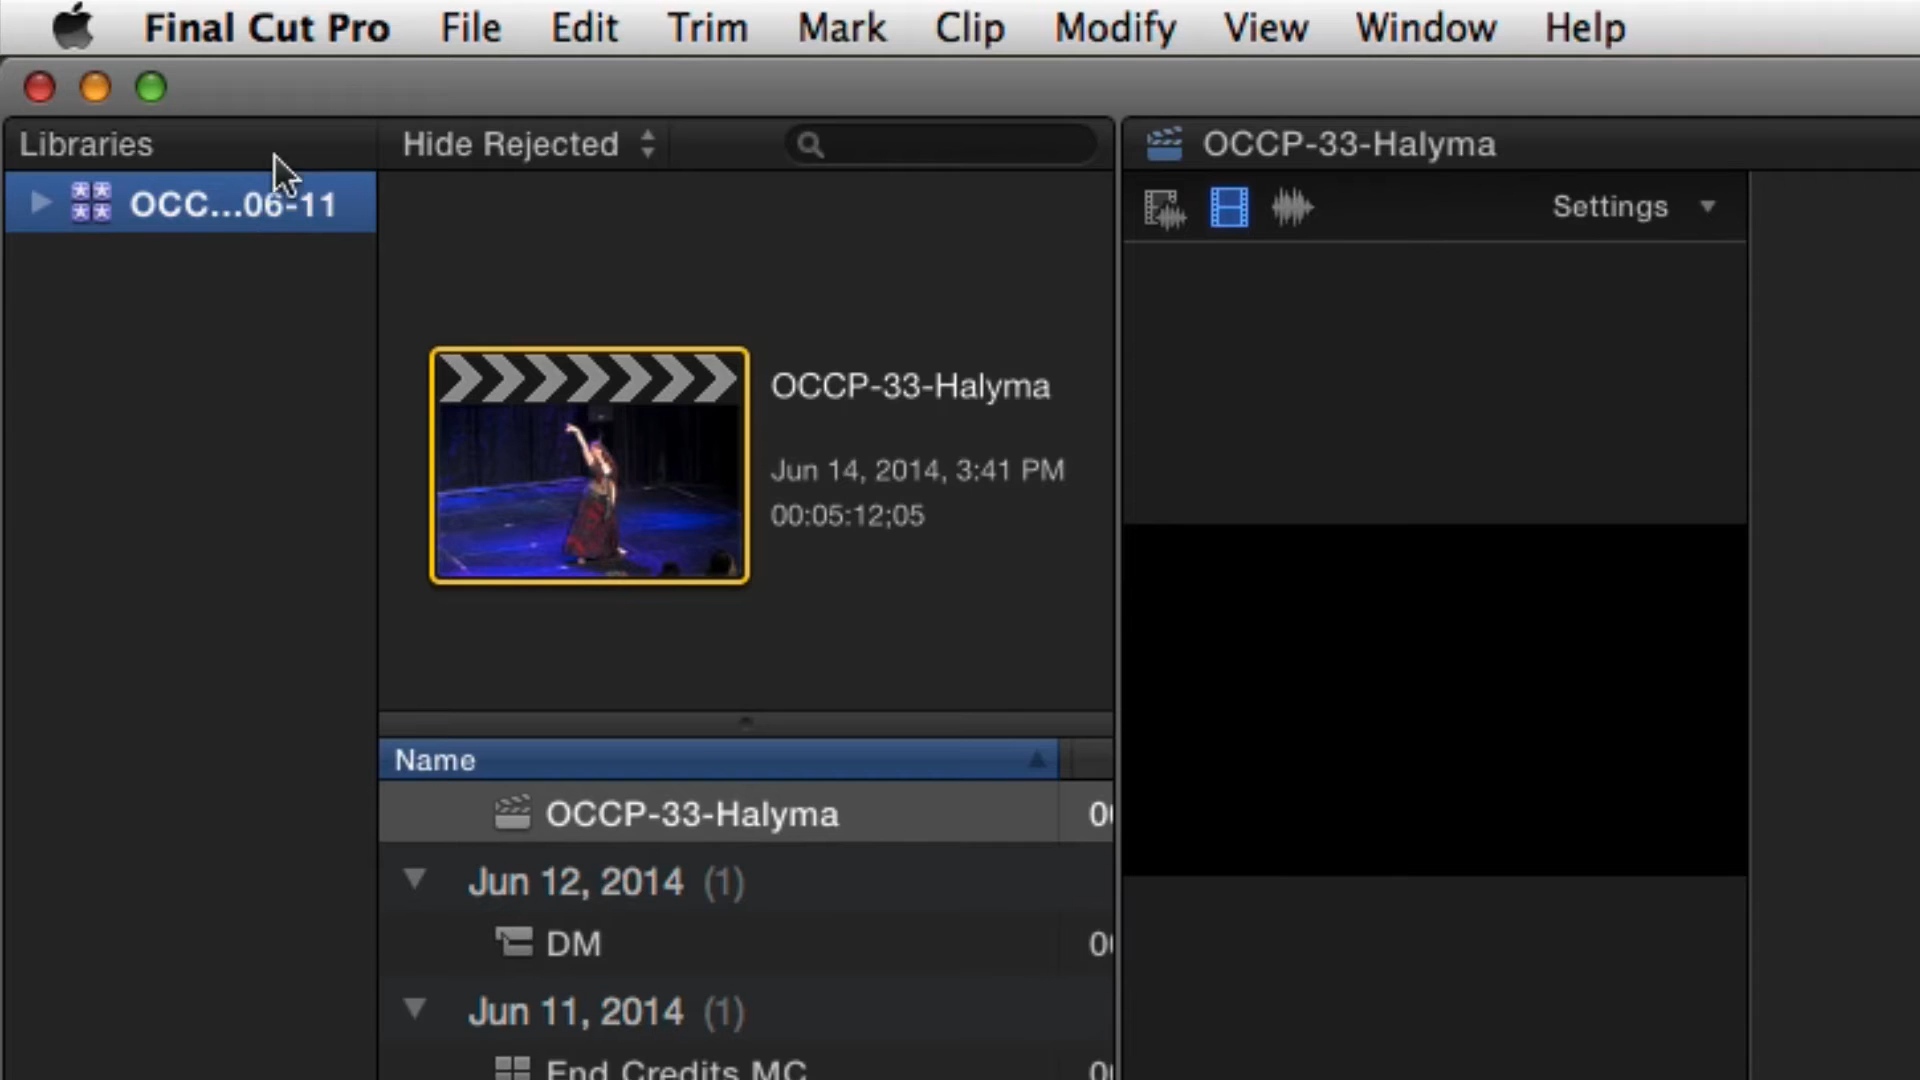 Final Cut Pro File Edit Trim Mark Clip Modify View Window Help
Libraries
Hide Rejected
OCCP-33-Halyma
OCC...06-11
Settings
OCCP-33-Halyma
Jun 14, 2014, 3:41 PM
00:05:12;05
Name
OCCP-33-Halyma
Jun 12, 2014 (1)
DM
Jun 11, 2014 (1)
End Credits MC